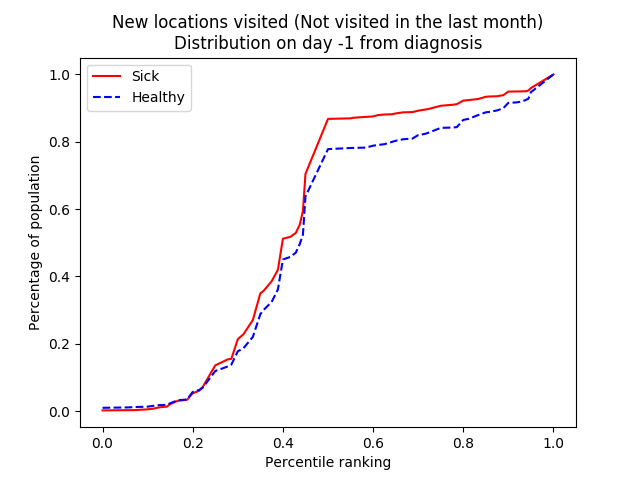 New locations visited (Not visited in the last month)
Distribution on day -1 from diagnosis
Sick
Healthy
Percentage of population
1.0
0.8
0.6
0.4
0.2
0.0
0.0 0.2 0.4 0.6 0.8 1.0
Percentile ranking